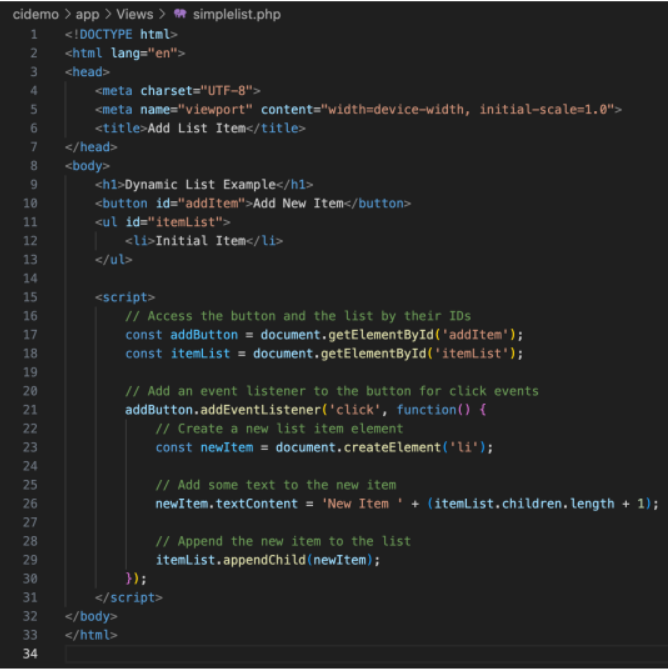 cidemo > app > Views > simplelist.php
1 <!DOCTYPE html>
2 <html lang="en">
3 <head>
4     <meta charset="UTF-8">
5     <meta name="viewport" content="width=device-width, initial-scale=1.0">
6     <title>Add List Item</title>
7 </head>
8 <body>
9     <h1>Dynamic List Example</h1>
10     <button id="addItem">Add New Item</button>
11     <ul id="itemList">
12         <li>Initial Item</li>
13     </ul>
14
15     <script>
16         // Access the button and the list by their IDs
17         const addButton = document.getElementById('addItem');
18         const itemList = document.getElementById('itemList');
19
20         // Add an event listener to the button for click events
21         addButton.addEventListener('click', function() {
22             // Create a new list item element
23             const newItem = document.createElement('li');
24
25             // Add some text to the new item
26             newItem.textContent = 'New Item ' + (itemList.children.length + 1);
27
28             // Append the new item to the list
29             itemList.appendChild(newItem);
30         });
31     </script>
32 </body>
33 </html>
34